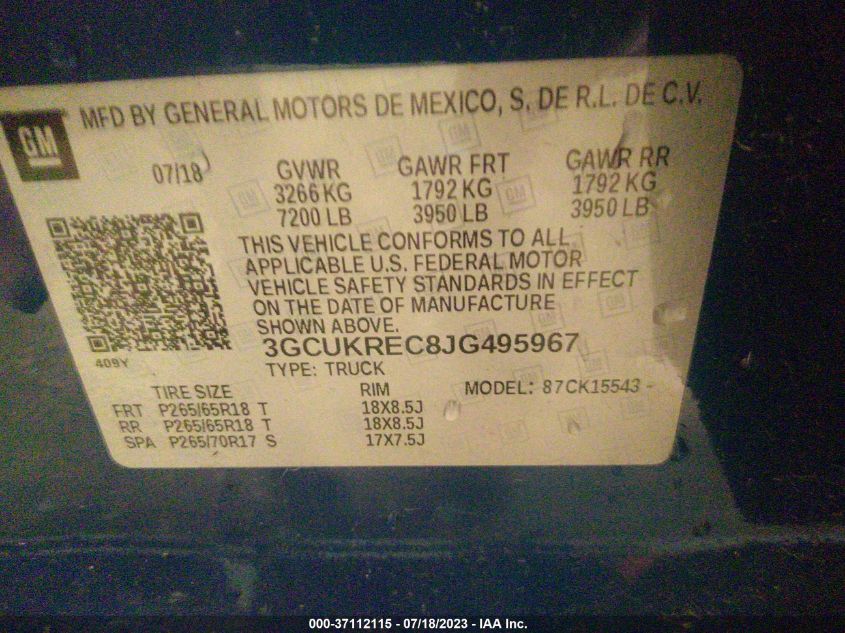 GM
MFD BY GENERAL MOTORS DE MEXICO, S. DE R.L. DE C.V.
07/18 GVWR GAWR FRT GAWR RR
3266 KG 1792 KG 1792 KG
7200 LB 3950 LB 3950 LB
THIS VEHICLE CONFORMS TO ALL
APPLICABLE U.S. FEDERAL MOTOR
VEHICLE SAFETY STANDARDS IN EFFECT
ON THE DATE OF MANUFACTURE
SHOWN ABOVE.
409Y
3GCUKREC8JG495967
TYPE: TRUCK
TIRE SIZE RIM MODEL: 87CK15543 -
FRT P265/65R18 T 18X8.5J
RR P265/65R18 T 18X8.5J
SPA P265/70R17 S 17X7.5J
000-37112115 - 07/18/2023 - IAA Inc.